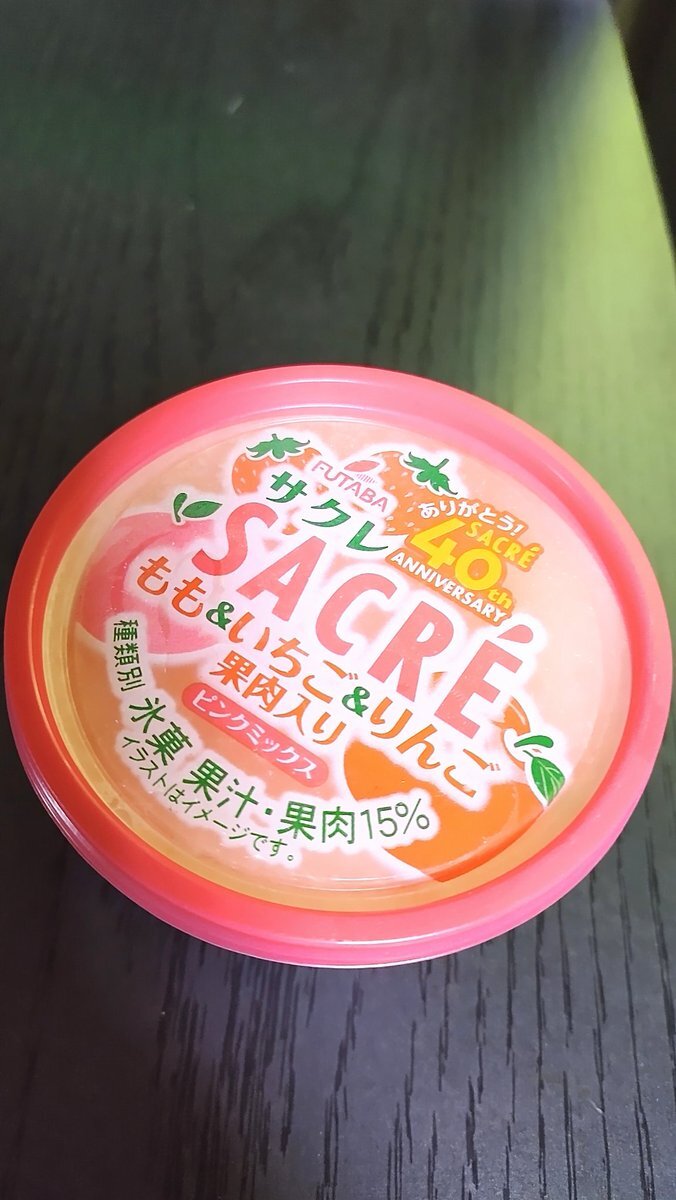 FUTABA
サクレ
SACRÉ
ありがとう!
SACRÉ
40th
ANNIVERSARY
もも&いちご&りんご
果肉入り
ピンクミックス
種類別 氷菓 果汁・果肉15%
イラストはイメージです。